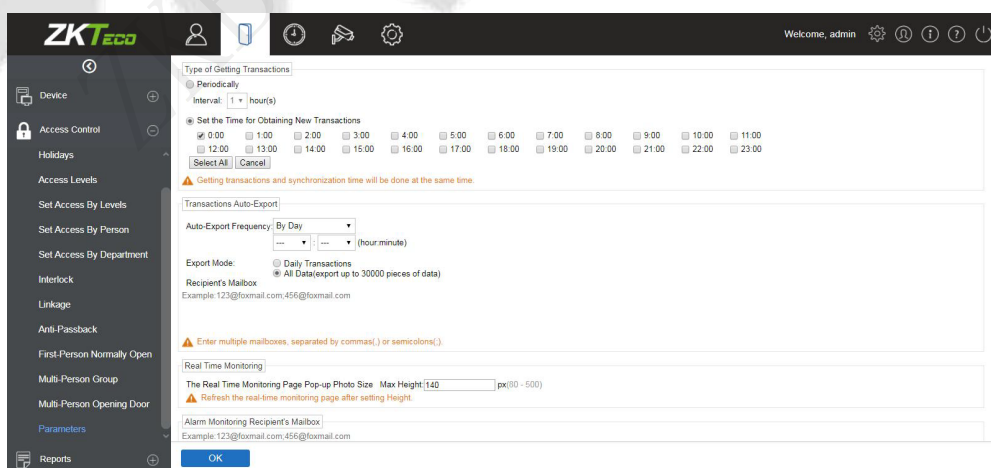 ZKTECO
Welcome, admin
Device
Access Control
Holidays
Access Levels
Set Access By Levels
Set Access By Person
Set Access By Department
Interlock
Linkage
Anti-Passback
First-Person Normally Open
Multi-Person Group
Multi-Person Opening Door
Parameters
Reports
Type of Getting Transactions
Periodically
Interval: 1 hour(s)
Set the Time for Obtaining New Transactions
0:00 1:00 2:00 3:00 4:00 5:00 6:00 7:00 8:00 9:00 10:00 11:00
12:00 13:00 14:00 15:00 16:00 17:00 18:00 19:00 20:00 21:00 22:00 23:00
Select All Cancel
Getting transactions and synchronization time will be done at the same time.
Transactions Auto-Export
Auto-Export Frequency: By Day
--- : --- (hour:minute)
Export Mode: Daily Transactions
All Data(export up to 30000 pieces of data)
Recipient's Mailbox
Example:123@foxmail.com;456@foxmail.com
Enter multiple mailboxes, separated by commas(,) or semicolons(;).
Real Time Monitoring
The Real Time Monitoring Page Pop-up Photo Size Max Height: 140 px(80 - 500)
Refresh the real-time monitoring page after setting Height.
Alarm Monitoring Recipient's Mailbox
Example:123@foxmail.com;456@foxmail.com
OK